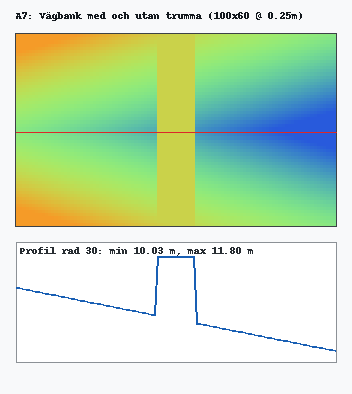 A7: Vägbank med och utan trumma (100x60 @ 0.25m)
Profil rad 30: min 10.03 m, max 11.80 m